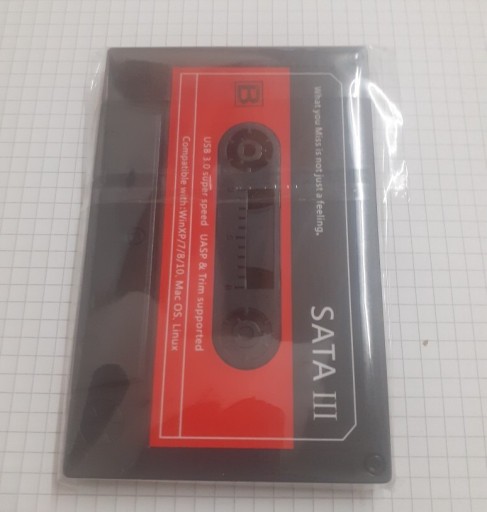 What you Miss is not just a feeling.
SATA III
B
USB 3.0 super speed UASP & Trim supported
Compatible with:WinXP/7/8/10, Mac OS, Linux